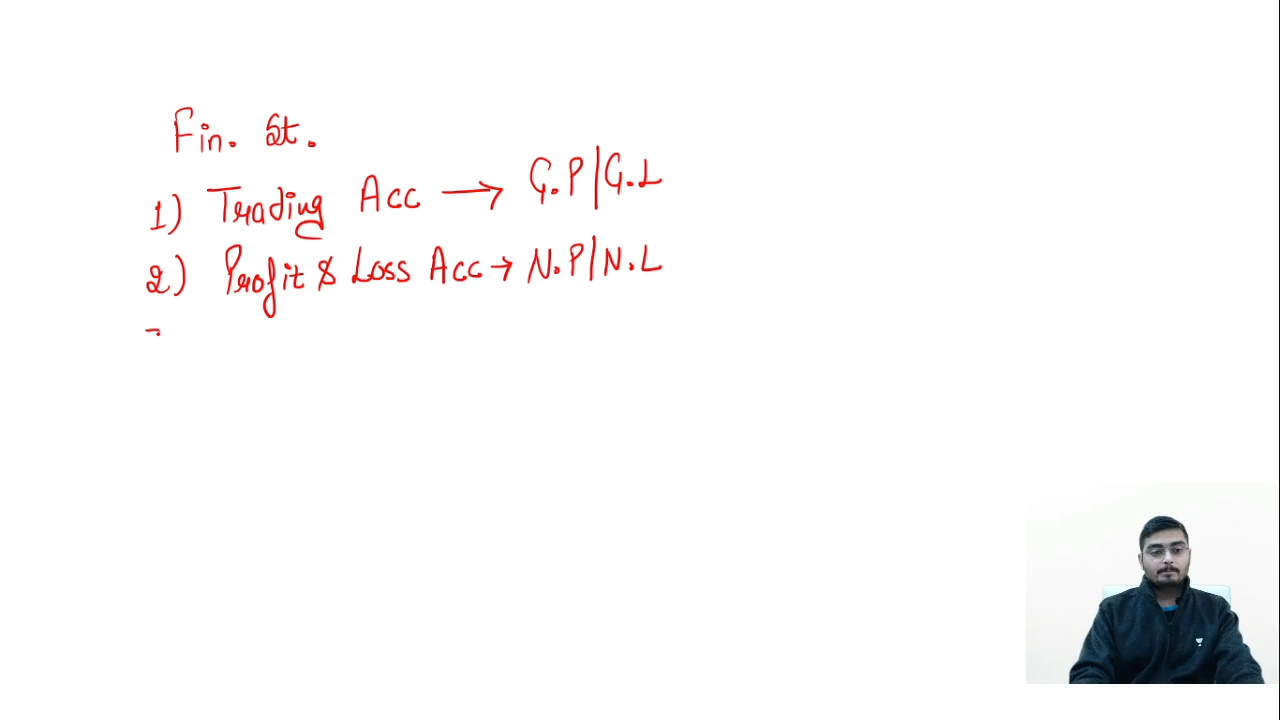 Fin. St.
1) Trading Acc → G.P|G.L
2) Profit & Loss Acc → N.P|N.L